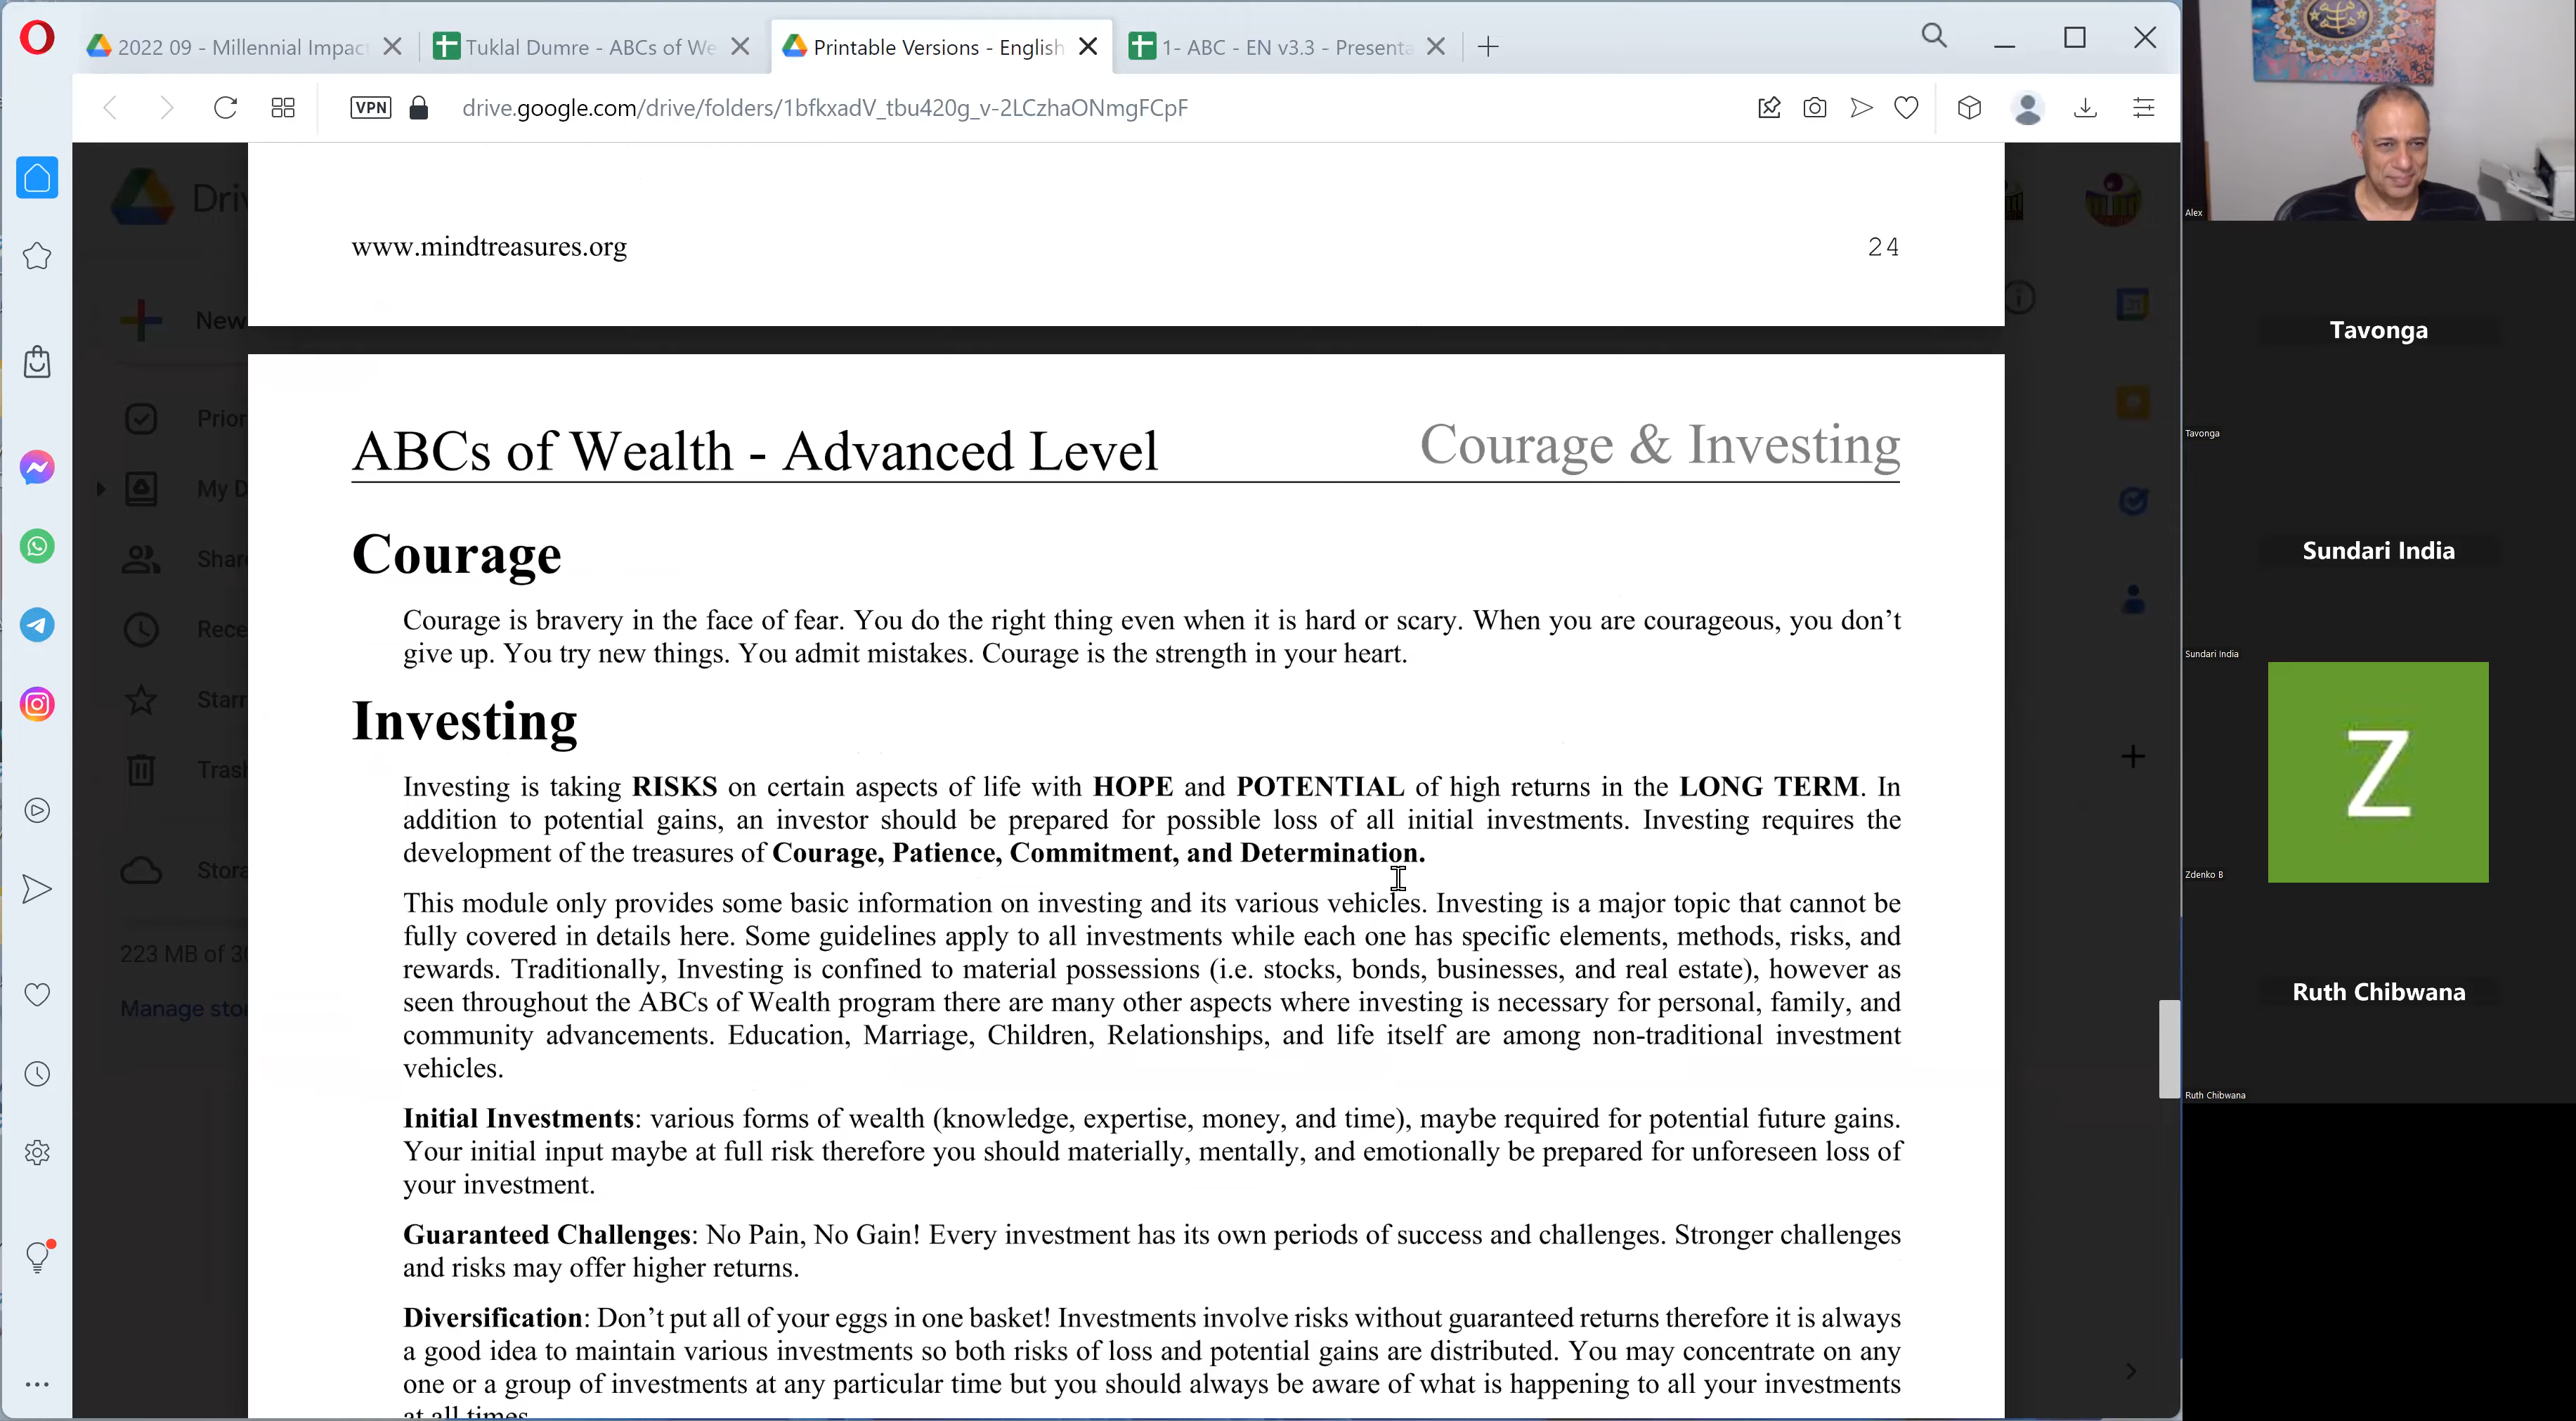 2022 09 - Millennial Impact
Tuklal Dumre - ABCs of We
Printable Versions - English
1- ABC - EN v3.3 - Presenta
VPN
drive.google.com/drive/folders/1bfkxadV_tbu420g_v-2LCzhaONmgFCpF
Driv
New
Prior
My D
Share
Rece
Starr
Trash
Stora
223 MB of 30
Manage stor
www.mindtreasures.org
24
ABCs of Wealth - Advanced Level
Courage & Investing
Courage
Courage is bravery in the face of fear. You do the right thing even when it is hard or scary. When you are courageous, you don’t
give up. You try new things. You admit mistakes. Courage is the strength in your heart.
Investing
Investing is taking RISKS on certain aspects of life with HOPE and POTENTIAL of high returns in the LONG TERM. In
addition to potential gains, an investor should be prepared for possible loss of all initial investments. Investing requires the
development of the treasures of Courage, Patience, Commitment, and Determination.
This module only provides some basic information on investing and its various vehicles. Investing is a major topic that cannot be
fully covered in details here. Some guidelines apply to all investments while each one has specific elements, methods, risks, and
rewards. Traditionally, Investing is confined to material possessions (i.e. stocks, bonds, businesses, and real estate), however as
seen throughout the ABCs of Wealth program there are many other aspects where investing is necessary for personal, family, and
community advancements. Education, Marriage, Children, Relationships, and life itself are among non-traditional investment
vehicles.
Initial Investments: various forms of wealth (knowledge, expertise, money, and time), maybe required for potential future gains.
Your initial input maybe at full risk therefore you should materially, mentally, and emotionally be prepared for unforeseen loss of
your investment.
Guaranteed Challenges: No Pain, No Gain! Every investment has its own periods of success and challenges. Stronger challenges
and risks may offer higher returns.
Diversification: Don’t put all of your eggs in one basket! Investments involve risks without guaranteed returns therefore it is always
a good idea to maintain various investments so both risks of loss and potential gains are distributed. You may concentrate on any
one or a group of investments at any particular time but you should always be aware of what is happening to all your investments
at all times.
Alex
Tavonga
Tavonga
Sundari India
Sundari India
Z
Zdenko B
Ruth Chibwana
Ruth Chibwana